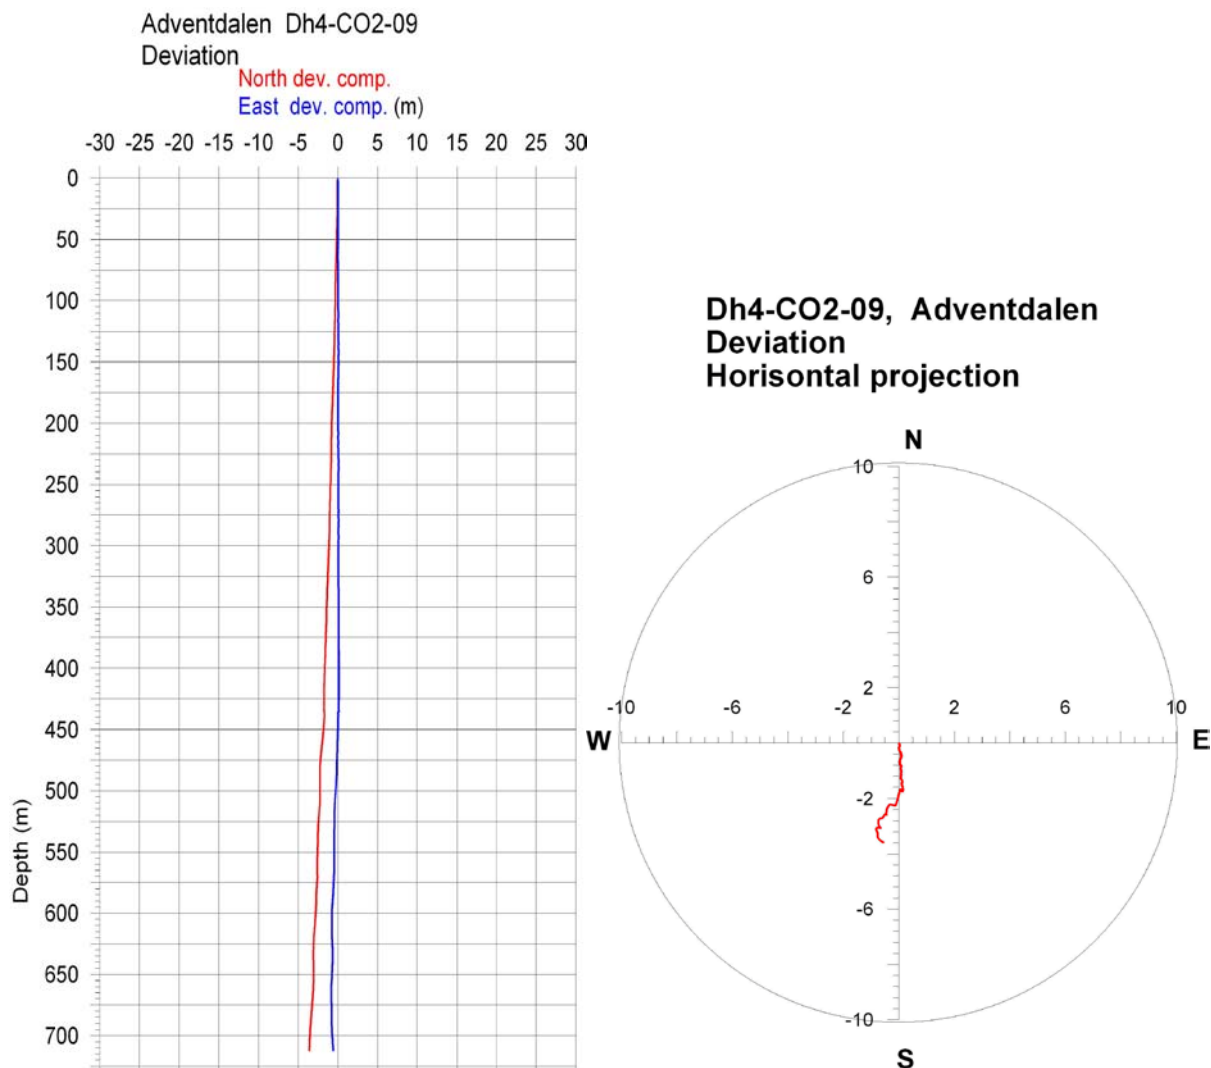 Adventdalen Dh4-CO2-09
Deviation
North dev. comp.
East dev. comp. (m)
-30 -25 -20 -15 -10 -5 0 5 10 15 20 25 30
0
50
100
150
200
250
300
350
400
450
500
550
600
650
700
Depth (m)
Dh4-CO2-09, Adventdalen
Deviation
Horisontal projection
N
10
6
2
-10 -6 -2 2 6 10
W E
-2
-6
-10
S